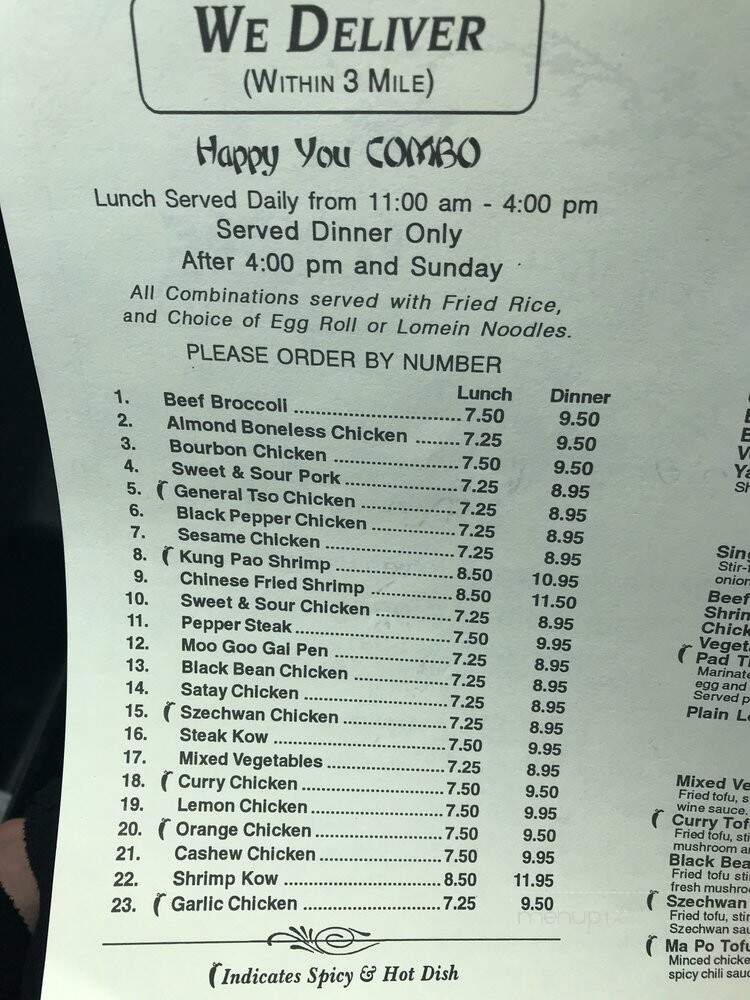 WE DELIVER
(WITHIN 3 MILE)
Happy You COMBO
Lunch Served Daily from 11:00 am - 4:00 pm
Served Dinner Only
After 4:00 pm and Sunday
All Combinations served with Fried Rice,
and Choice of Egg Roll or Lomein Noodles.
PLEASE ORDER BY NUMBER
Lunch Dinner
1. Beef Broccoli 7.50 9.50
2. Almond Boneless Chicken 7.25 9.50
3. Bourbon Chicken 7.50 9.50
4. Sweet & Sour Pork 7.25 8.95
5. General Tso Chicken 7.25 8.95
6. Black Pepper Chicken 7.25 8.95
7. Sesame Chicken 7.25 8.95
8. Kung Pao Shrimp 8.50 10.95
9. Chinese Fried Shrimp 8.50 11.50
10. Sweet & Sour Chicken 7.25 8.95
11. Pepper Steak 7.50 9.95
12. Moo Goo Gai Pen 7.25 8.95
13. Black Bean Chicken 7.25 8.95
14. Satay Chicken 7.25 8.95
15. Szechwan Chicken 7.25 8.95
16. Steak Kow 7.50 9.95
17. Mixed Vegetables 7.25 8.95
18. Curry Chicken 7.50 9.50
19. Lemon Chicken 7.50 9.95
20. Orange Chicken 7.50 9.50
21. Cashew Chicken 7.50 9.95
22. Shrimp Kow 8.50 11.95
23. Garlic Chicken 7.25 9.50
Indicates Spicy & Hot Dish
Beef
Pad
egg and
Served
Plain
Mixed
Fried tofu,
wine sauce.
Curry
Fried tofu,
mushroom
Black
Fried tofu
fresh
Szechwan
Fried tofu,
Szechwan
Ma Po
Minced
spicy chili